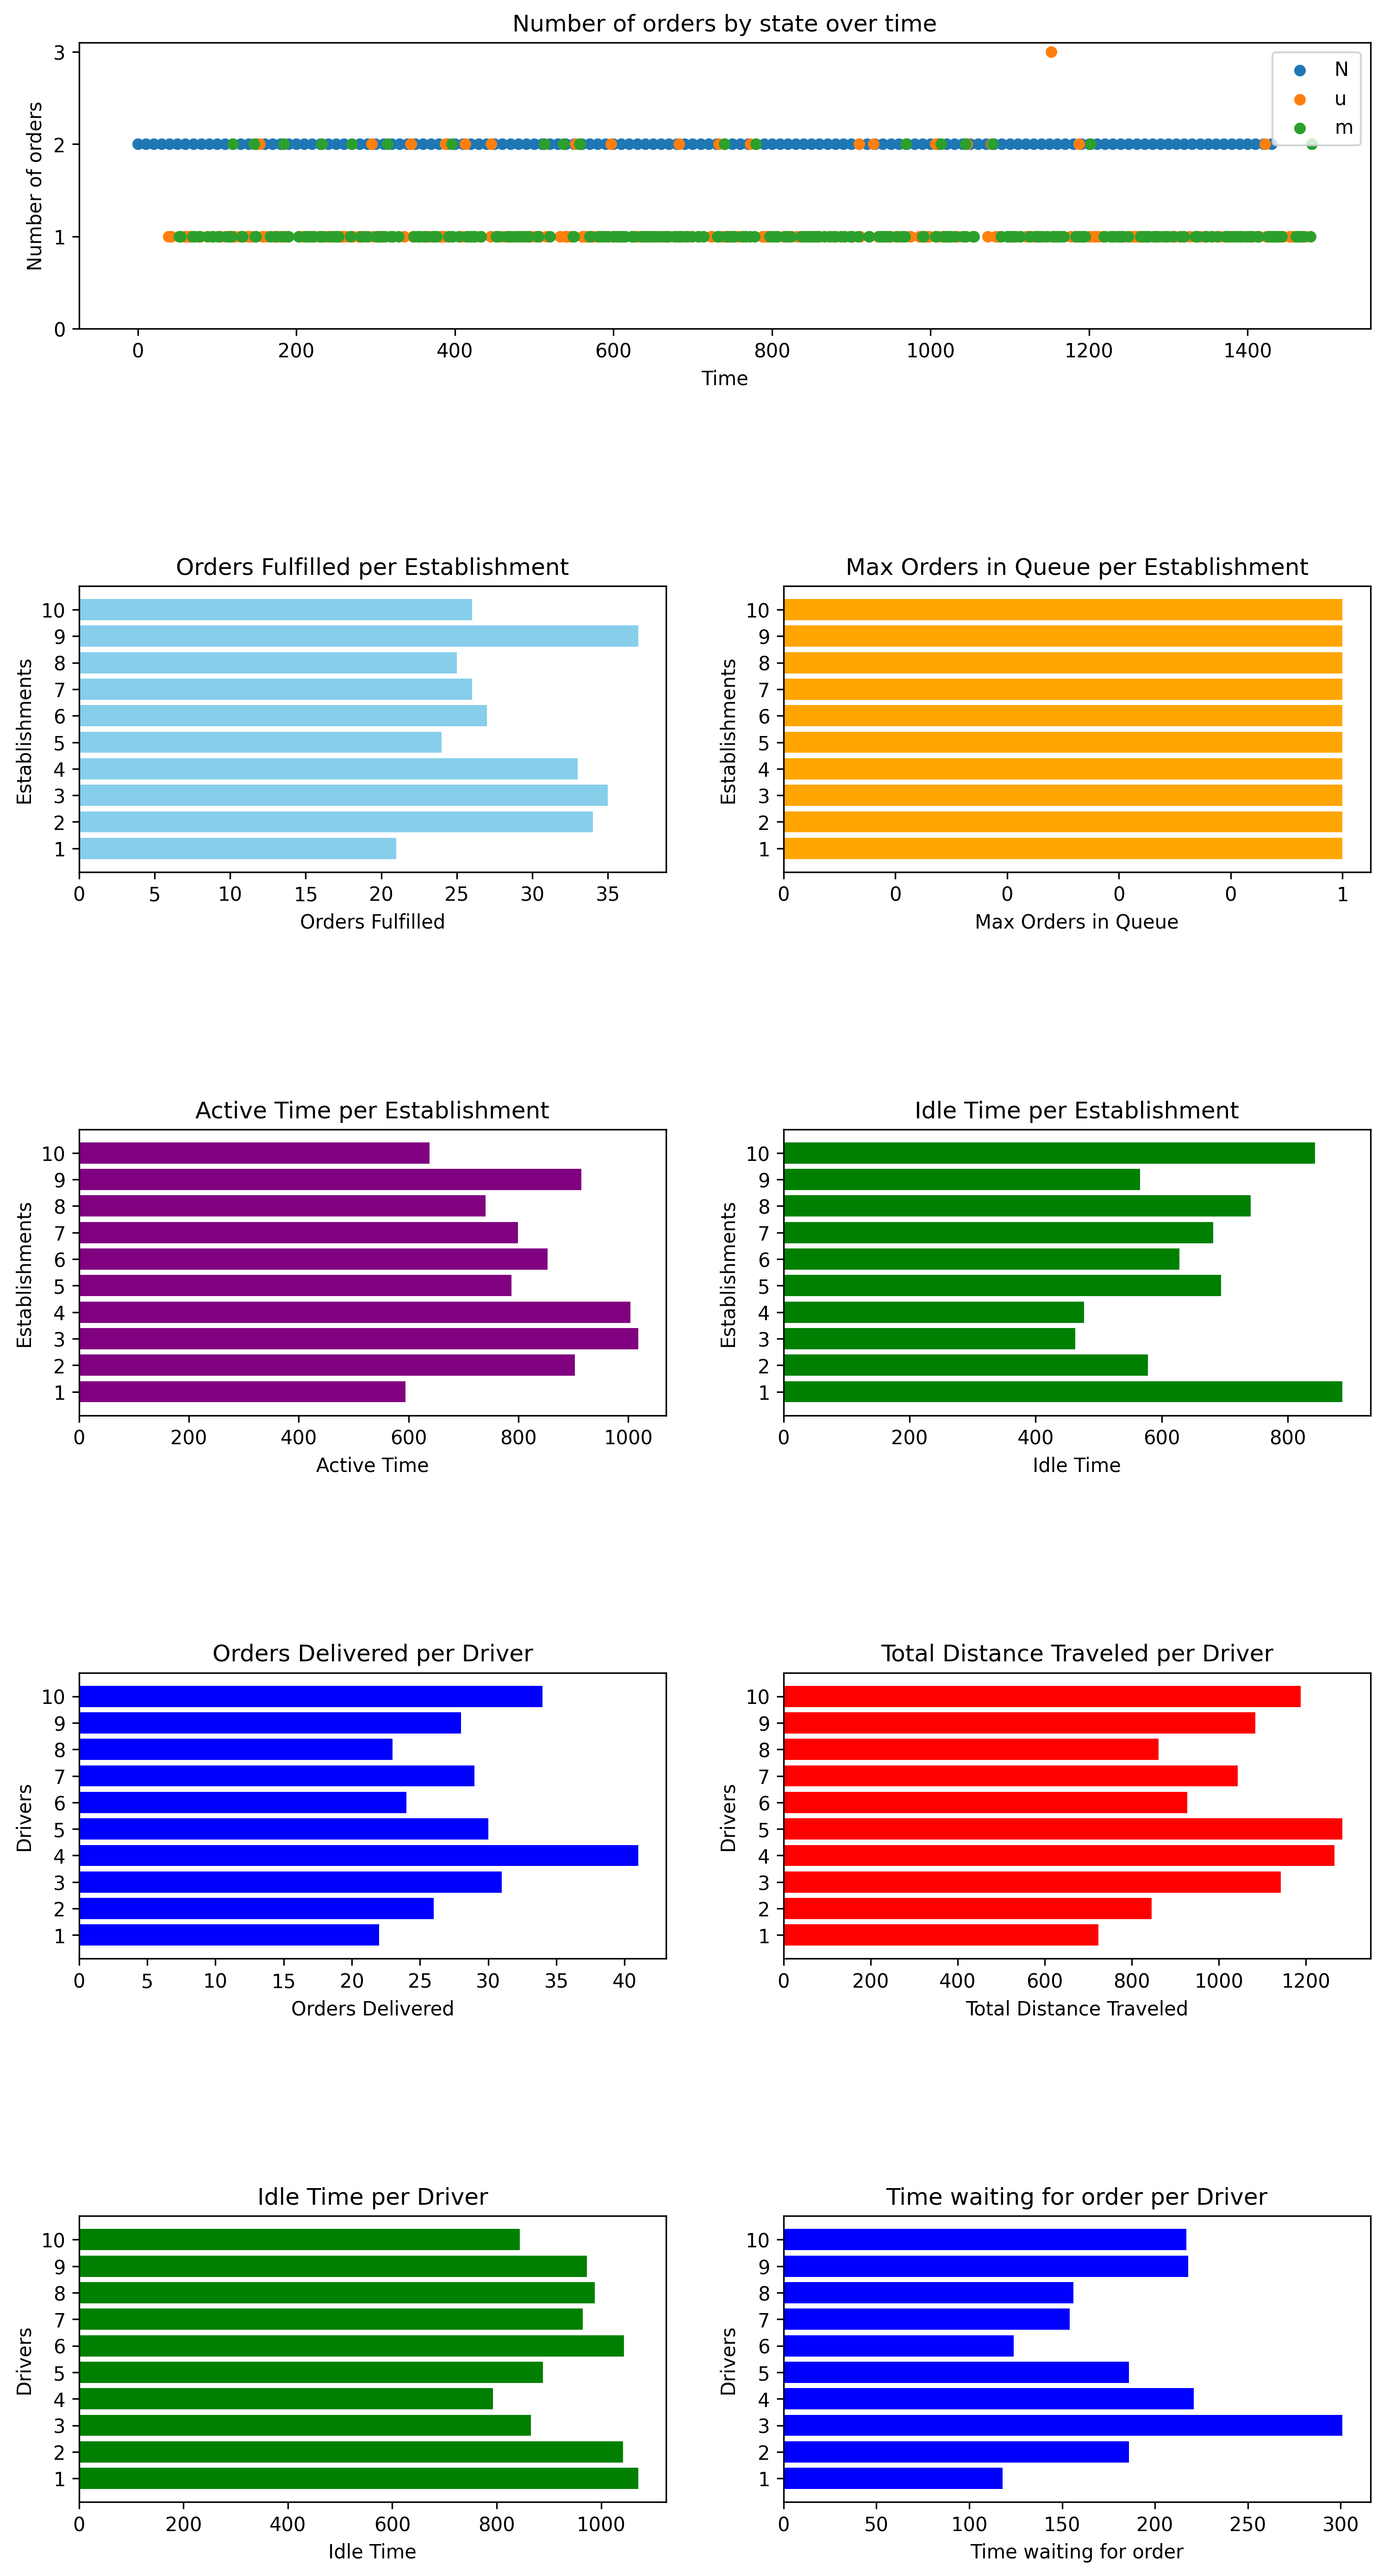 Number of orders by state over time
Number of orders
3
2
1
0
N
u
m
0 200 400 600 800 1000 1200 1400
Time
Orders Fulfilled per Establishment
Establishments
10
9
8
7
6
5
4
3
2
1
0 5 10 15 20 25 30 35
Orders Fulfilled
Max Orders in Queue per Establishment
Establishments
10
9
8
7
6
5
4
3
2
1
0 0 0 0 0 1
Max Orders in Queue
Active Time per Establishment
Establishments
10
9
8
7
6
5
4
3
2
1
0 200 400 600 800 1000
Active Time
Idle Time per Establishment
Establishments
10
9
8
7
6
5
4
3
2
1
0 200 400 600 800
Idle Time
Orders Delivered per Driver
Drivers
10
9
8
7
6
5
4
3
2
1
0 5 10 15 20 25 30 35 40
Orders Delivered
Total Distance Traveled per Driver
Drivers
10
9
8
7
6
5
4
3
2
1
0 200 400 600 800 1000 1200
Total Distance Traveled
Idle Time per Driver
Drivers
10
9
8
7
6
5
4
3
2
1
0 200 400 600 800 1000
Idle Time
Time waiting for order per Driver
Drivers
10
9
8
7
6
5
4
3
2
1
0 50 100 150 200 250 300
Time waiting for order